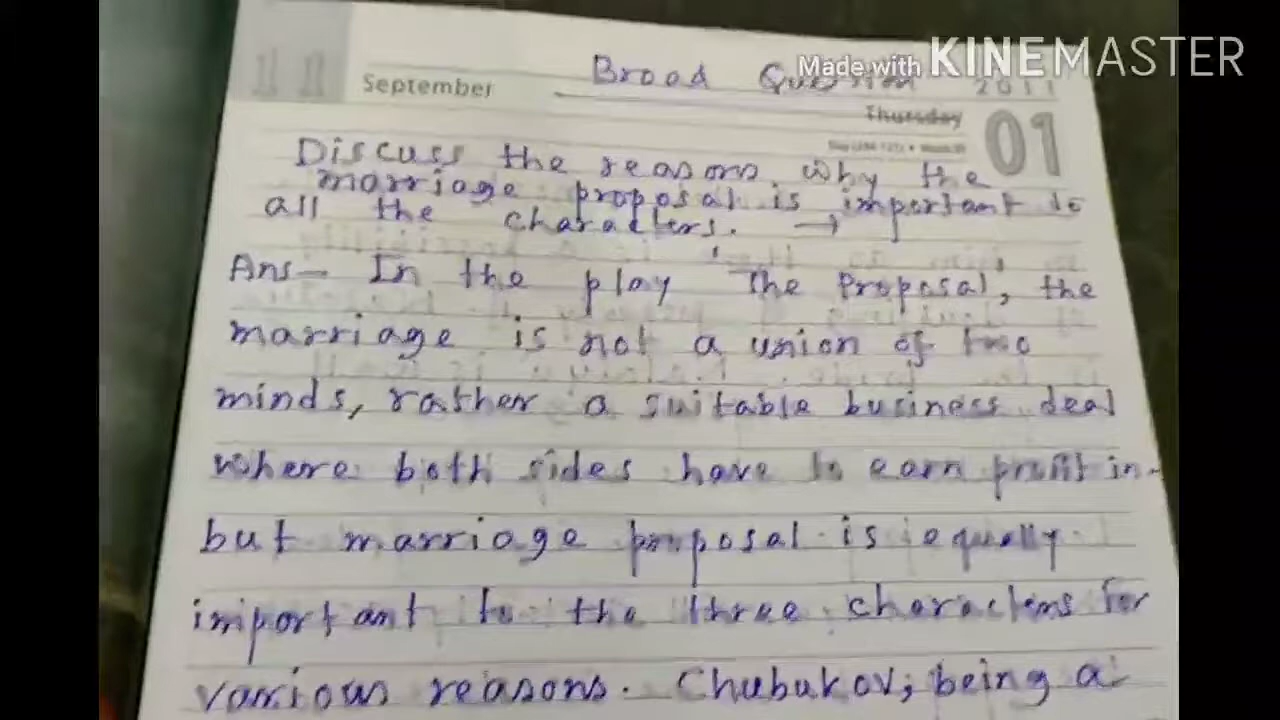 Made with KINEMASTER
11 September
Broad Question 2011
Thursday 01
Discuss the reasons why the
marriage proposal is important to
all the characters. →
Ans — In the play 'The Proposal, the
marriage is not a union of two
minds, rather a suitable business deal
where both sides have to earn profit in.
but marriage proposal is equally
important to the three characters for
various reasons. Chubukov, being a